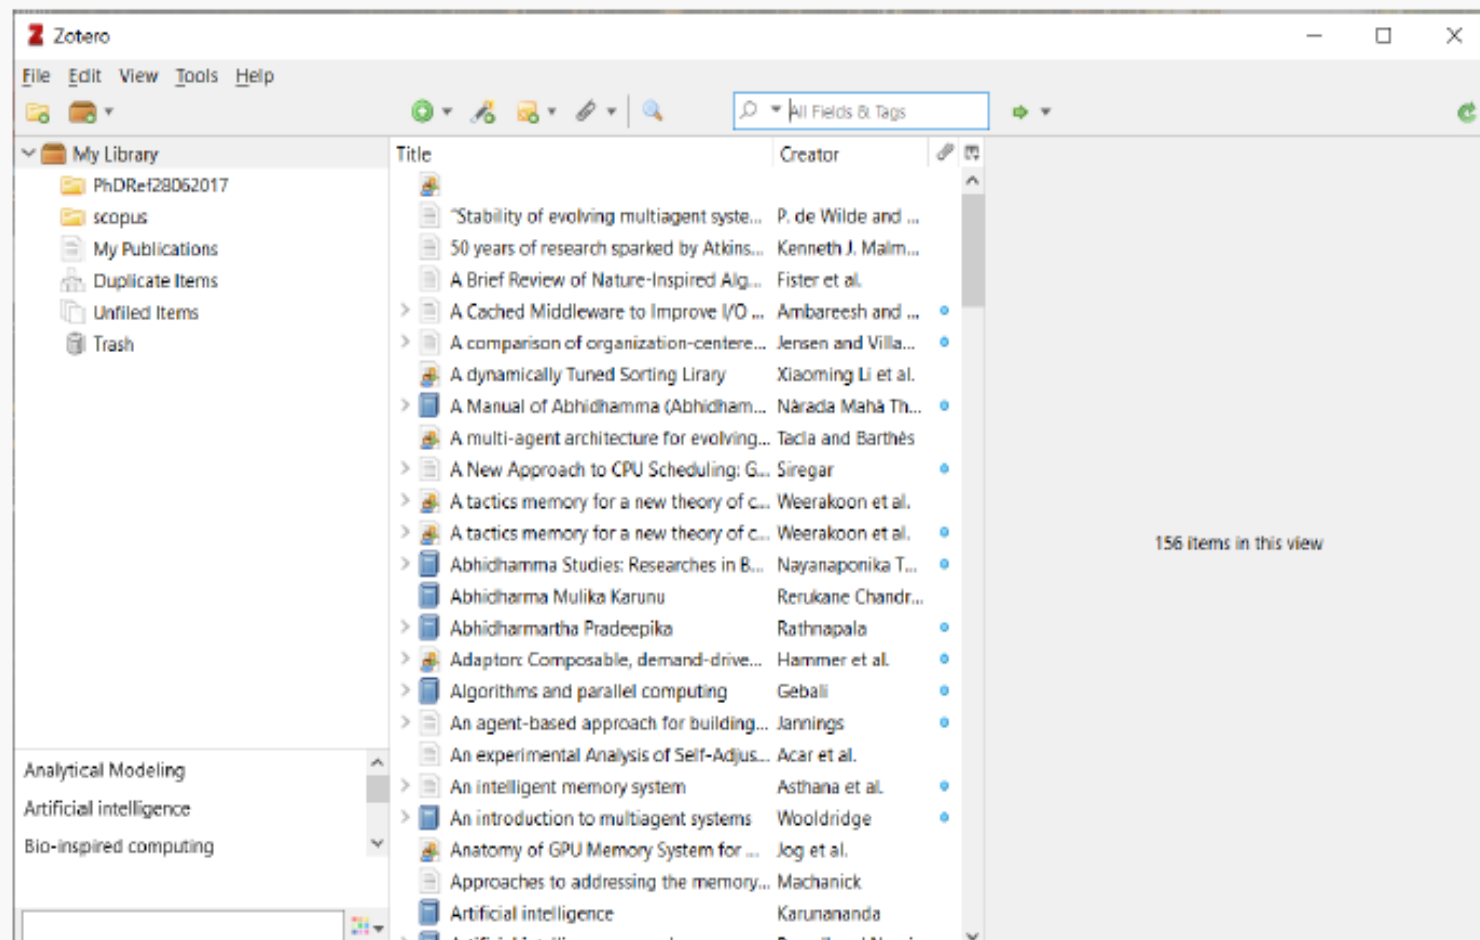 Zotero
File Edit View Tools Help
All Fields & Tags
My Library
PhDRef28062017
scopus
My Publications
Duplicate Items
Unfiled Items
Trash
Analytical Modeling
Artificial intelligence
Bio-inspired computing
Title Creator
"Stability of evolving multiagent syste... P. de Wilde and ...
50 years of research sparked by Atkins... Kenneth J. Malm...
A Brief Review of Nature-Inspired Alg... Fister et al.
A Cached Middleware to Improve I/O ... Ambareesh and ...
A comparison of organization-centere... Jensen and Villa...
A dynamically Tuned Sorting Lirary Xiaoming Li et al.
A Manual of Abhidhamma (Abhidham... Nàrada Mahà Th...
A multi-agent architecture for evolving... Tacla and Barthès
A New Approach to CPU Scheduling: G... Siregar
A tactics memory for a new theory of c... Weerakoon et al.
A tactics memory for a new theory of c... Weerakoon et al.
Abhidhamma Studies: Researches in B... Nayanaponika T...
Abhidharma Mulika Karunu Rerukane Chandr...
Abhidharmartha Pradeepika Rathnapala
Adapton: Composable, demand-drive... Hammer et al.
Algorithms and parallel computing Gebali
An agent-based approach for building... Jannings
An experimental Analysis of Self-Adjus... Acar et al.
An intelligent memory system Asthana et al.
An introduction to multiagent systems Wooldridge
Anatomy of GPU Memory System for ... Jog et al.
Approaches to addressing the memory... Machanick
Artificial intelligence Karunananda
156 items in this view